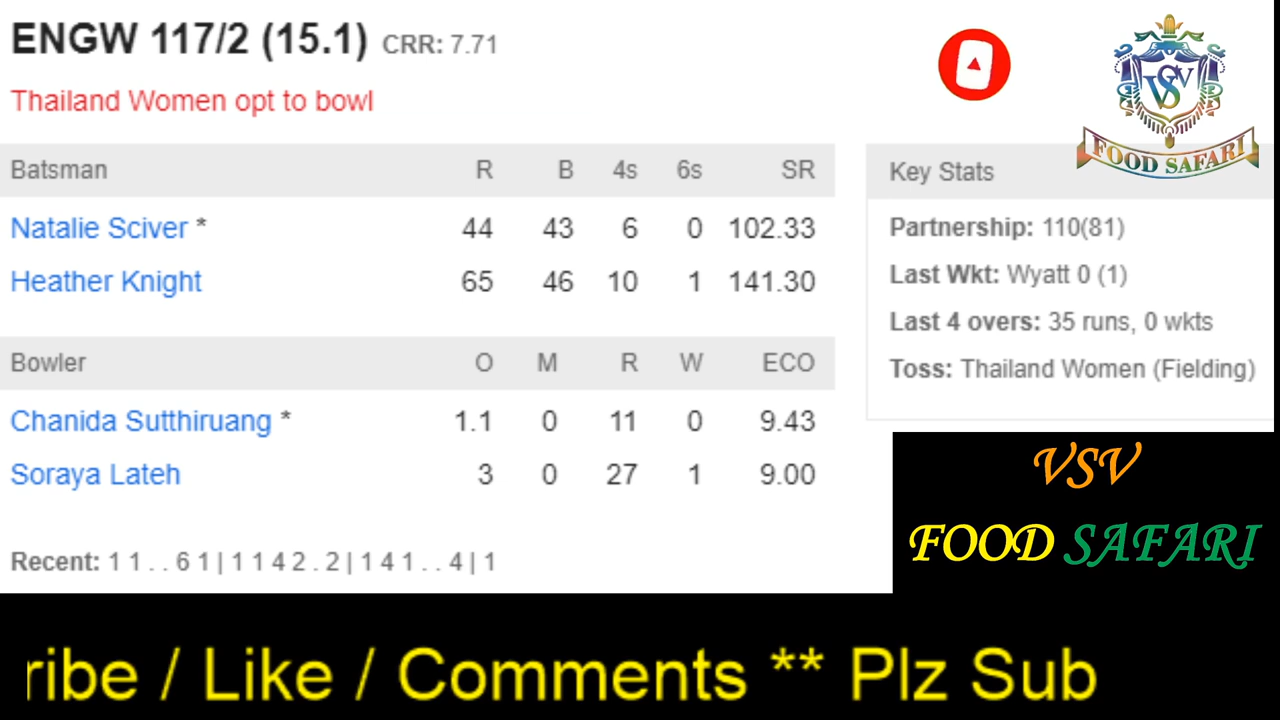 ENGW 117/2 (15.1) CRR: 7.71
Thailand Women opt to bowl
Batsman R B 4s 6s SR
Natalie Sciver * 44 43 6 0 102.33
Heather Knight 65 46 10 1 141.30
Bowler O M R W ECO
Chanida Sutthiruang * 1.1 0 11 0 9.43
Soraya Lateh 3 0 27 1 9.00
Recent: 1 1 . . 6 1 | 1 1 4 2 . 2 | 1 4 1 . . 4 | 1
VSV
FOOD SAFARI
Key Stats
Partnership: 110(81)
Last Wkt: Wyatt 0 (1)
Last 4 overs: 35 runs, 0 wkts
Toss: Thailand Women (Fielding)
VSV
FOOD SAFARI
ribe / Like / Comments ** Plz Sub